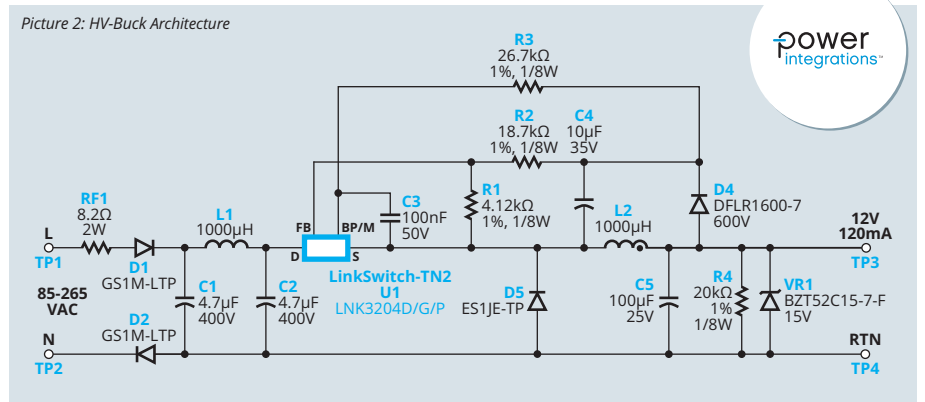 Picture 2: HV-Buck Architecture
power
integrations™
R3
26.7kΩ
1%, 1/8W
R2
18.7kΩ
1%, 1/8W
C4
10µF
35V
RF1
8.2Ω
2W
L1
1000µH
FB
BP/M
C3
100nF
50V
R1
4.12kΩ
1%, 1/8W
L2
1000µH
D4
DFLR1600-7
600V
12V
120mA
TP3
L
TP1
D1
GS1M-LTP
D
S
LinkSwitch-TN2
U1
LNK3204D/G/P
85-265
VAC
C1
4.7µF
400V
C2
4.7µF
400V
D5
ES1JE-TP
C5
100µF
25V
R4
20kΩ
1%
1/8W
VR1
BZT52C15-7-F
15V
D2
GS1M-LTP
N
TP2
RTN
TP4